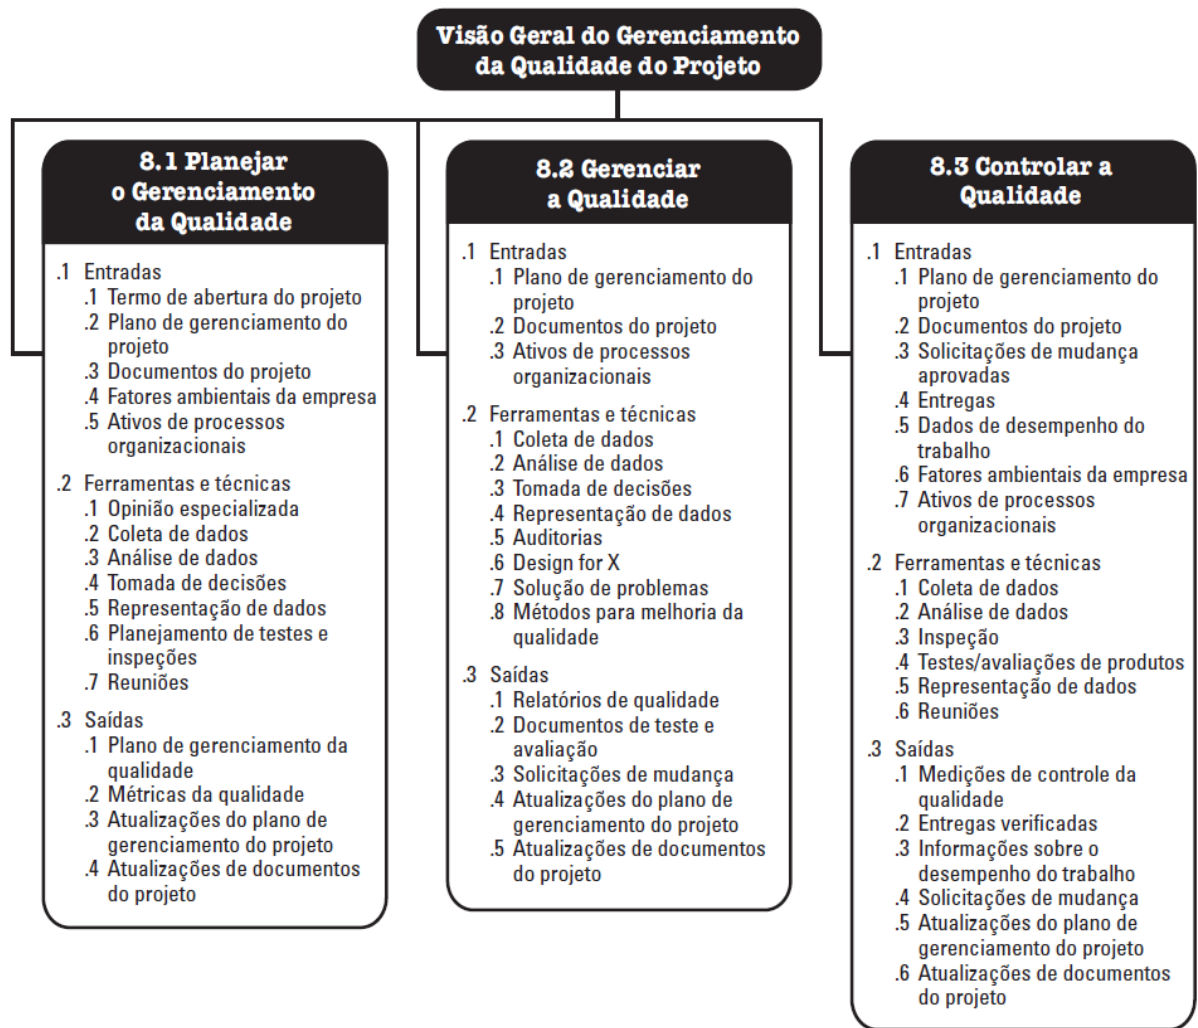 Visão Geral do Gerenciamento
da Qualidade do Projeto
8.1 Planejar
o Gerenciamento
da Qualidade
.1 Entradas
.1 Termo de abertura do projeto
.2 Plano de gerenciamento do
projeto
.3 Documentos do projeto
.4 Fatores ambientais da empresa
.5 Ativos de processos
organizacionais
.2 Ferramentas e técnicas
.1 Opinião especializada
.2 Coleta de dados
.3 Análise de dados
.4 Tomada de decisões
.5 Representação de dados
.6 Planejamento de testes e
inspeções
.7 Reuniões
.3 Saídas
.1 Plano de gerenciamento da
qualidade
.2 Métricas da qualidade
.3 Atualizações do plano de
gerenciamento do projeto
.4 Atualizações de documentos
do projeto
8.2 Gerenciar
a Qualidade
.1 Entradas
.1 Plano de gerenciamento do
projeto
.2 Documentos do projeto
.3 Ativos de processos
organizacionais
.2 Ferramentas e técnicas
.1 Coleta de dados
.2 Análise de dados
.3 Tomada de decisões
.4 Representação de dados
.5 Auditorias
.6 Design for X
.7 Solução de problemas
.8 Métodos para melhoria da
qualidade
.3 Saídas
.1 Relatórios de qualidade
.2 Documentos de teste e
avaliação
.3 Solicitações de mudança
.4 Atualizações do plano de
gerenciamento do projeto
.5 Atualizações de documentos
do projeto
8.3 Controlar a
Qualidade
.1 Entradas
.1 Plano de gerenciamento do
projeto
.2 Documentos do projeto
.3 Solicitações de mudança
aprovadas
.4 Entregas
.5 Dados de desempenho do
trabalho
.6 Fatores ambientais da empresa
.7 Ativos de processos
organizacionais
.2 Ferramentas e técnicas
.1 Coleta de dados
.2 Análise de dados
.3 Inspeção
.4 Testes/avaliações de produtos
.5 Representação de dados
.6 Reuniões
.3 Saídas
.1 Medições de controle da
qualidade
.2 Entregas verificadas
.3 Informações sobre o
desempenho do trabalho
.4 Solicitações de mudança
.5 Atualizações do plano de
gerenciamento do projeto
.6 Atualizações de documentos
do projeto